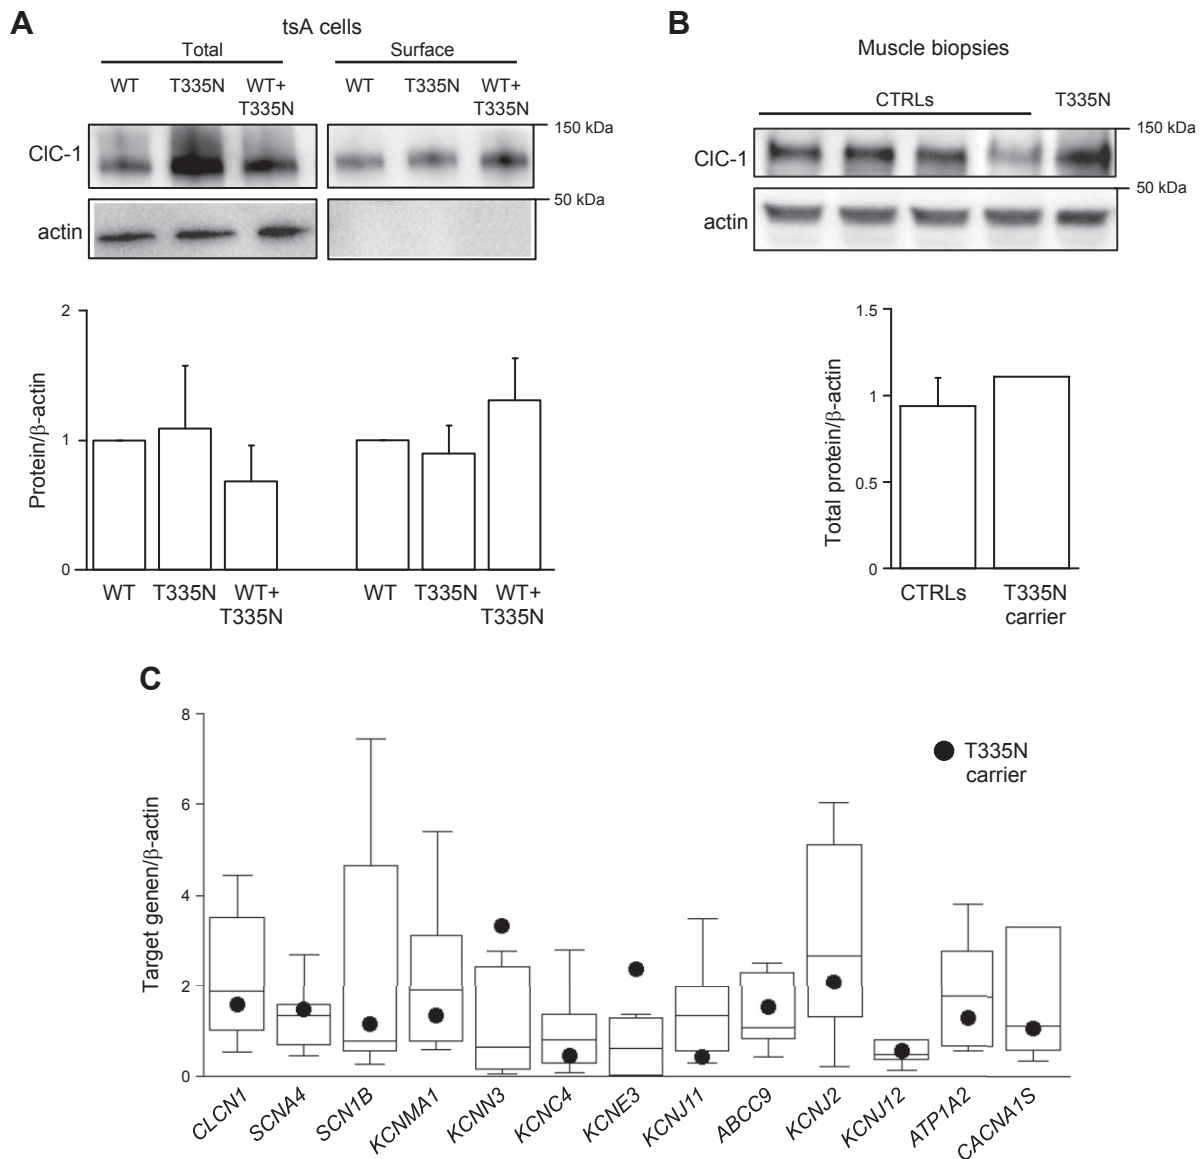 A
tsA cells
Total
Surface
WT
T335N
WT+
T335N
WT
T335N
WT+
T335N
150 kDa
ClC-1
50 kDa
actin
2
1
0
Protein/β-actin
WT
T335N
WT+
T335N
WT
T335N
WT+
T335N
B
Muscle biopsies
CTRLs
T335N
150 kDa
ClC-1
50 kDa
actin
1.5
1
0.5
0
Total protein/β-actin
CTRLs
T335N
carrier
C
8
6
4
2
0
Target genen/β-actin
T335N
carrier
CLCN1
SCNA4
SCN1B
KCNMA1
KCNN3
KCNC4
KCNE3
KCNJ11
ABCC9
KCNJ2
KCNJ12
ATP1A2
CACNA1S